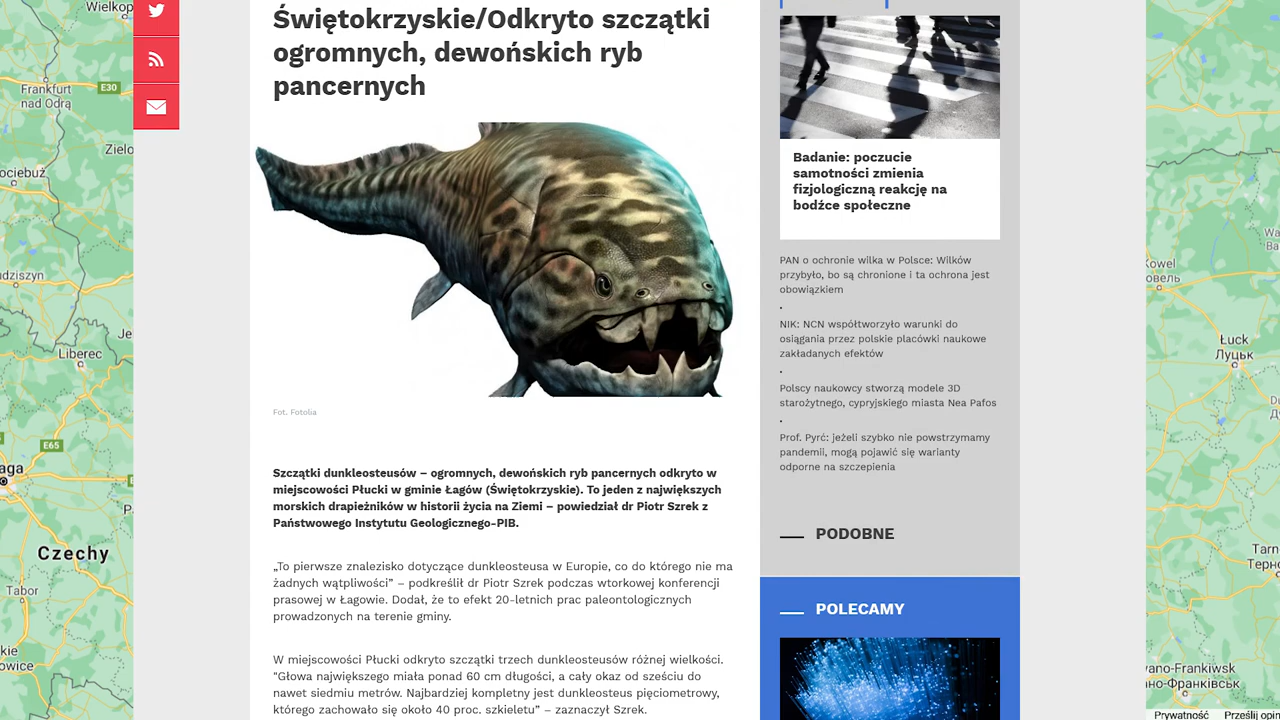 Świętokrzyskie/Odkryto szczątki
ogromnych, dewońskich ryb
pancernych
Fot. Fotolia
Szczątki dunkleosteusów – ogromnych, dewońskich ryb pancernych odkryto w
miejscowości Płucki w gminie Łagów (Świętokrzyskie). To jeden z największych
morskich drapieżników w historii życia na Ziemi – powiedział dr Piotr Szrek z
Państwowego Instytutu Geologicznego-PIB.
„To pierwsze znalezisko dotyczące dunkleosteusa w Europie, co do którego nie ma
żadnych wątpliwości” – podkreślił dr Piotr Szrek podczas wtorkowej konferencji
prasowej w Łagowie. Dodał, że to efekt 20-letnich prac paleontologicznych
prowadzonych na terenie gminy.
W miejscowości Płucki odkryto szczątki trzech dunkleosteusów różnej wielkości.
"Głowa największego miała ponad 60 cm długości, a cały okaz od sześciu do
nawet siedmiu metrów. Najbardziej kompletny jest dunkleosteus pięciometrowy,
którego zachowało się około 40 proc. szkieletu” – zaznaczył Szrek.
Badanie: poczucie
samotności zmienia
fizjologiczną reakcję na
bodźce społeczne
PAN o ochronie wilka w Polsce: Wilków
przybyło, bo są chronione i ta ochrona jest
obowiązkiem
NIK: NCN współtworzyło warunki do
osiągania przez polskie placówki naukowe
zakładanych efektów
Polscy naukowcy stworzą modele 3D
starożytnego, cypryjskiego miasta Nea Pafos
Prof. Pyrć: jeżeli szybko nie powstrzymamy
pandemii, mogą pojawić się warianty
odporne na szczepienia
PODOBNE
POLECAMY
Wielkop
Frankfurt
nad Odrą
E30
Zielo
ociebuż
dziszyn
Je
Liberec
E65
aga
Czechy
Tabor
skie
owice
Kowel
овель
Łuck
Луцьк
Tarn
Терно
wano-Frankiwsk
но-Франківськ
Prywatność
Prześlij opin